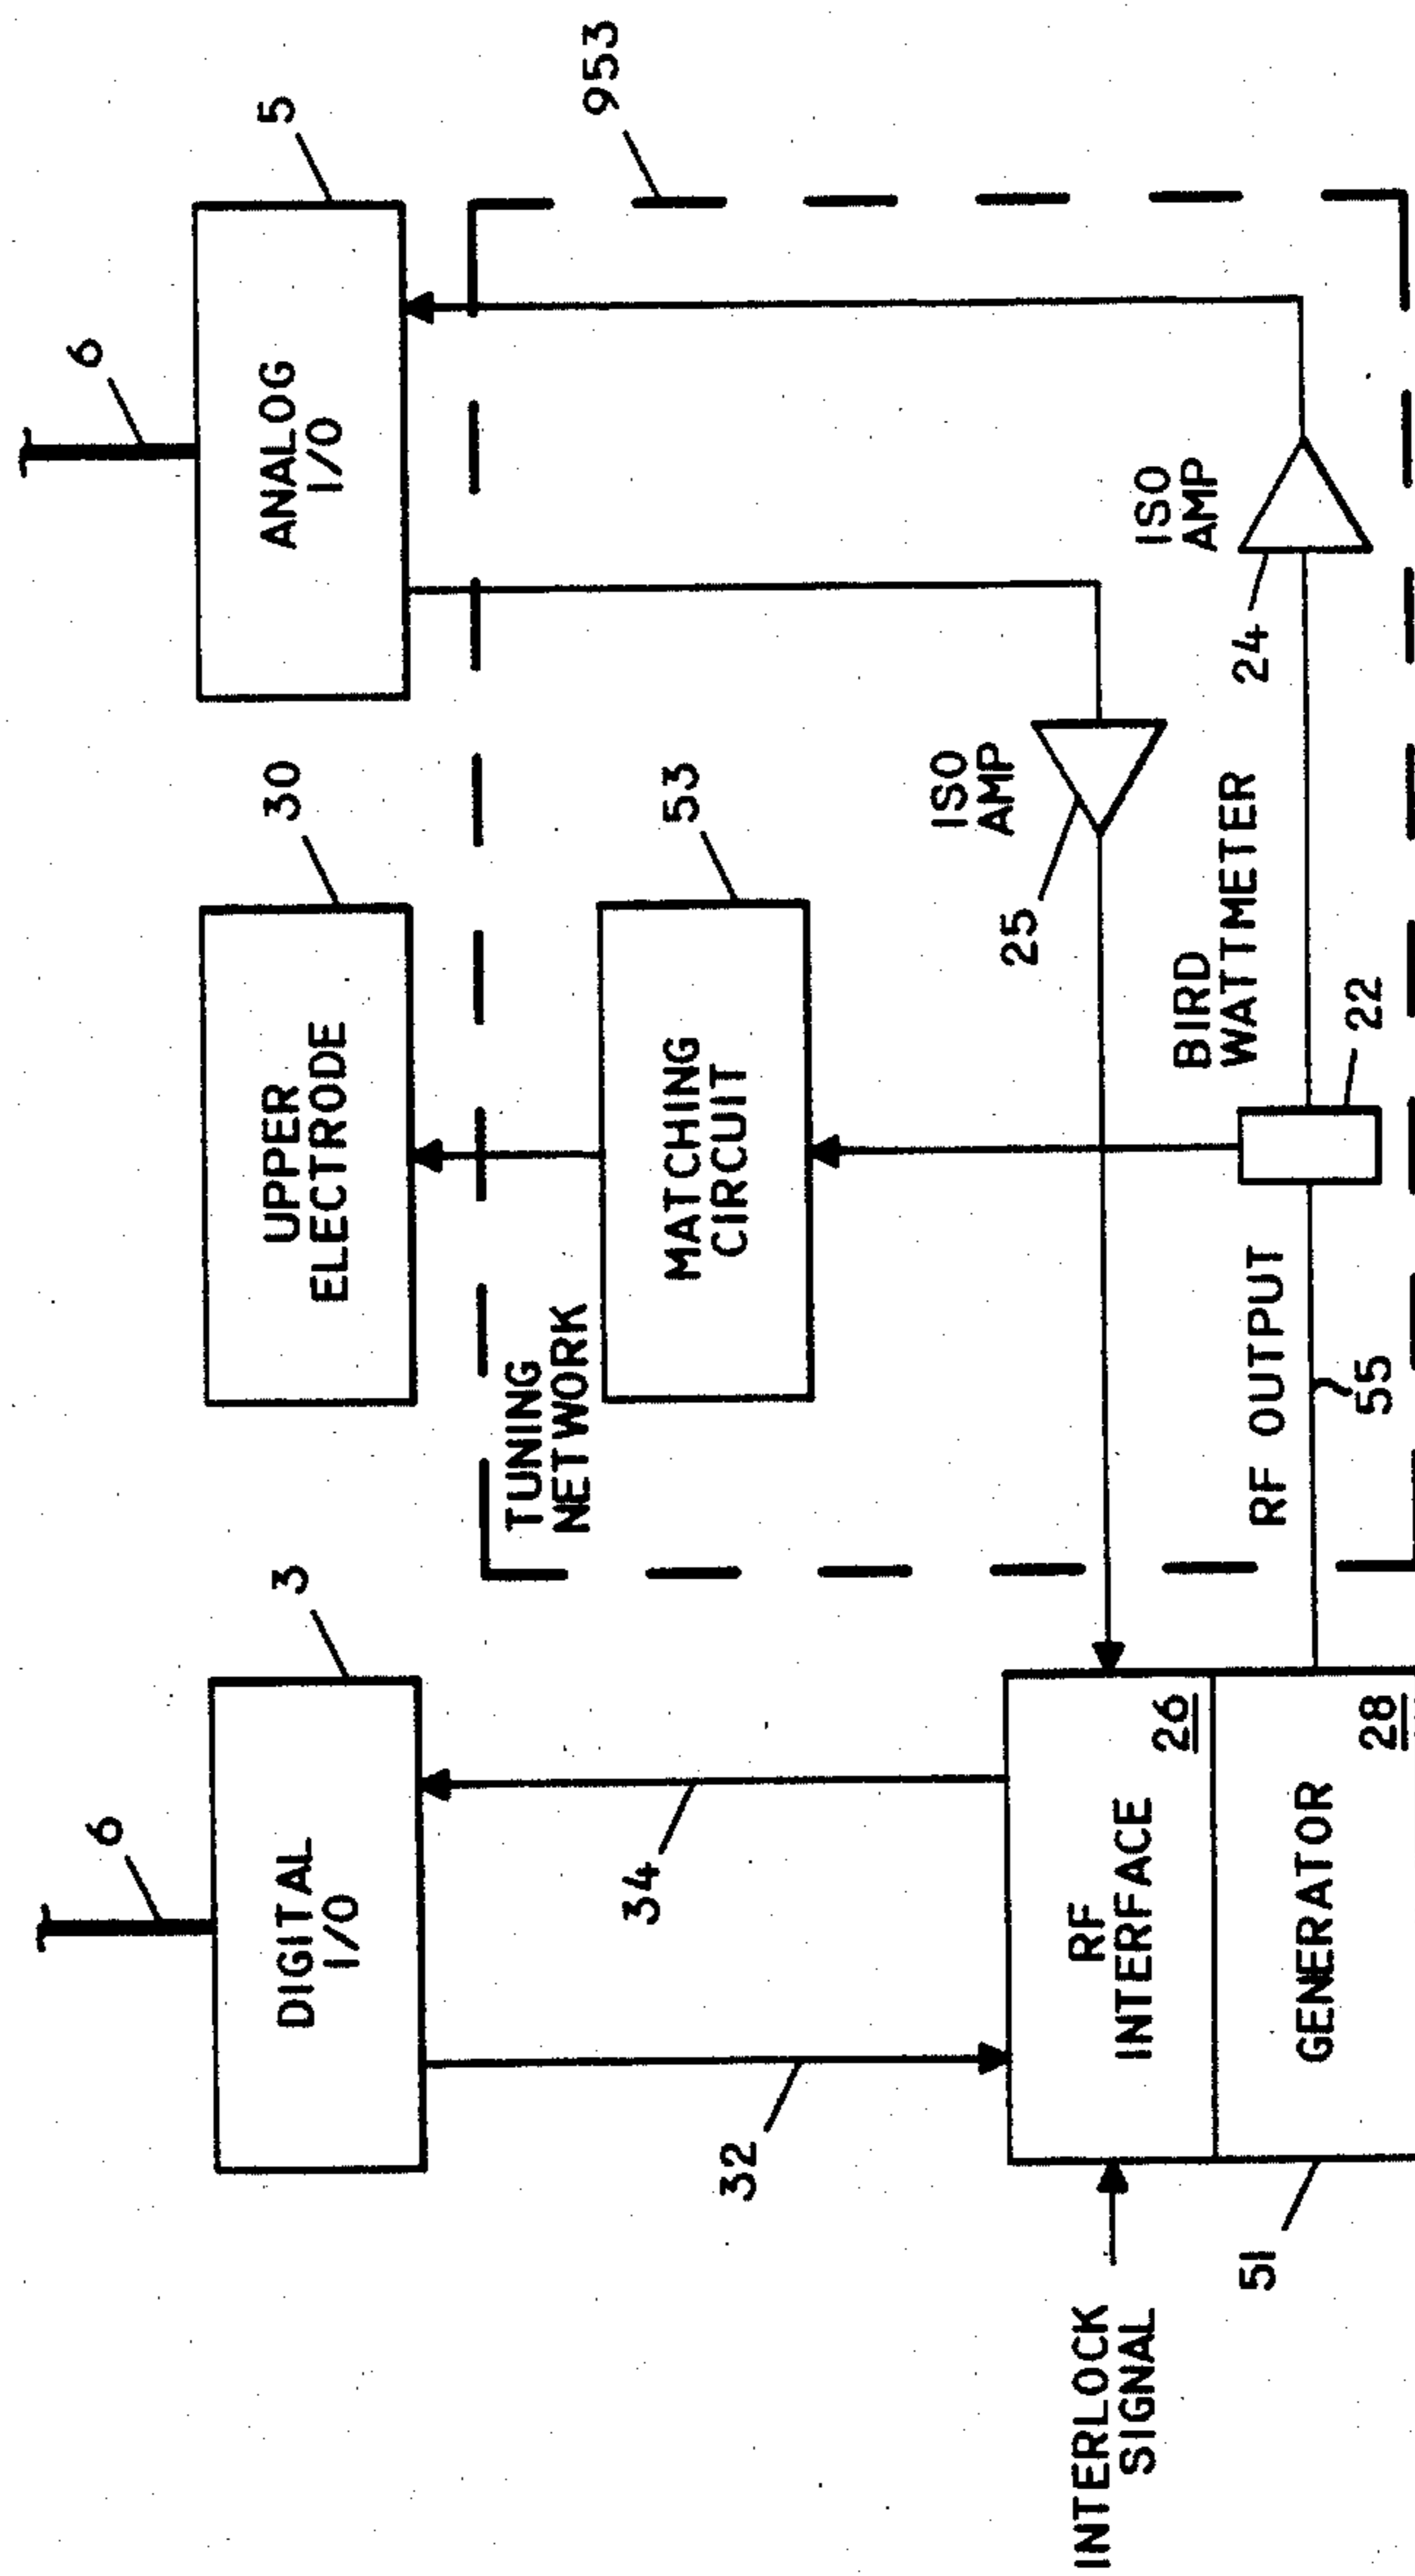 6
6
3
30
5
DIGITAL
I/O
UPPER
ELECTRODE
ANALOG
I/O
953
TUNING
NETWORK
32
34
53
MATCHING
CIRCUIT
INTERLOCK
SIGNAL
RF
INTERFACE
26
25
ISO
AMP
ISO
AMP
51
GENERATOR
28
RF OUTPUT
55
BIRD
WATTMETER
22
24